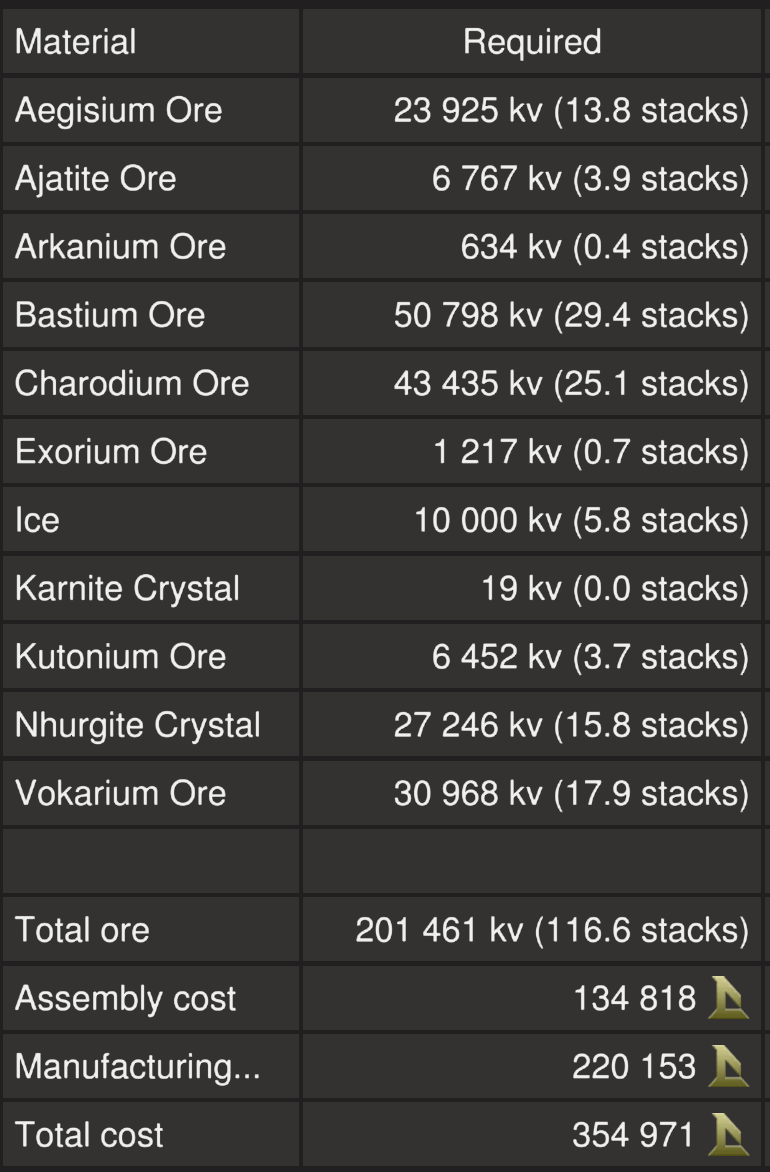 Material Required
Aegisium Ore 23 925 kv (13.8 stacks)
Ajatite Ore 6 767 kv (3.9 stacks)
Arkanium Ore 634 kv (0.4 stacks)
Bastium Ore 50 798 kv (29.4 stacks)
Charodium Ore 43 435 kv (25.1 stacks)
Exorium Ore 1 217 kv (0.7 stacks)
Ice 10 000 kv (5.8 stacks)
Karnite Crystal 19 kv (0.0 stacks)
Kutonium Ore 6 452 kv (3.7 stacks)
Nhurgite Crystal 27 246 kv (15.8 stacks)
Vokarium Ore 30 968 kv (17.9 stacks)
Total ore 201 461 kv (116.6 stacks)
Assembly cost 134 818
Manufacturing... 220 153
Total cost 354 971